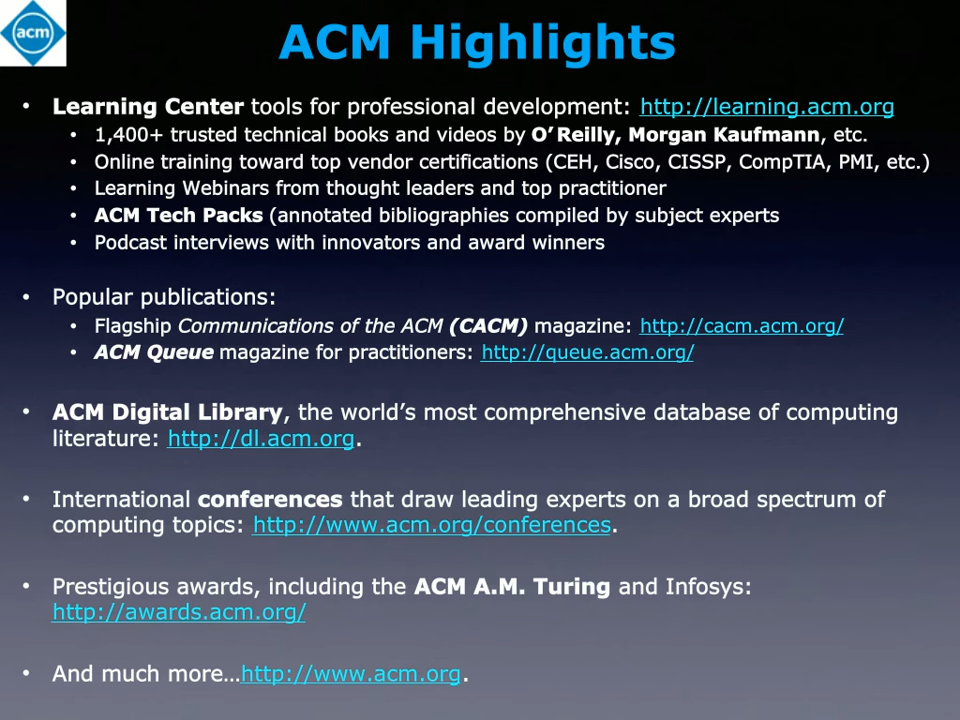 acm
ACM Highlights
• Learning Center tools for professional development: http://learning.acm.org
• 1,400+ trusted technical books and videos by O’ Reilly, Morgan Kaufmann, etc.
• Online training toward top vendor certifications (CEH, Cisco, CISSP, CompTIA, PMI, etc.)
• Learning Webinars from thought leaders and top practitioner
• ACM Tech Packs (annotated bibliographies compiled by subject experts
• Podcast interviews with innovators and award winners
• Popular publications:
• Flagship Communications of the ACM (CACM) magazine: http://cacm.acm.org/
• ACM Queue magazine for practitioners: http://queue.acm.org/
• ACM Digital Library, the world’s most comprehensive database of computing
literature: http://dl.acm.org.
• International conferences that draw leading experts on a broad spectrum of
computing topics: http://www.acm.org/conferences.
• Prestigious awards, including the ACM A.M. Turing and Infosys:
http://awards.acm.org/
• And much more…http://www.acm.org.